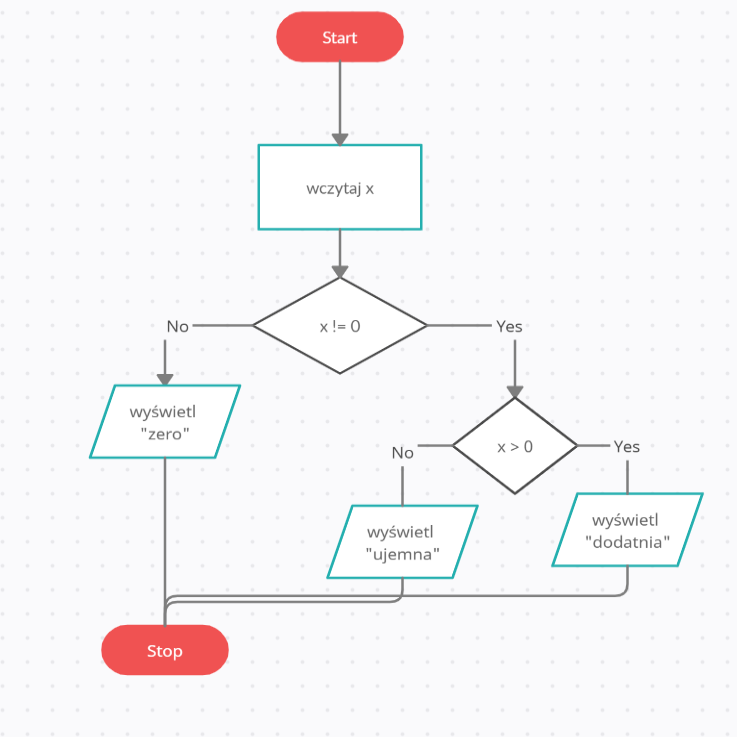 Start
wczytaj x
x != 0
No
Yes
wyświetl
"zero"
x > 0
No
Yes
wyświetl
"ujemna"
wyświetl
"dodatnia"
Stop